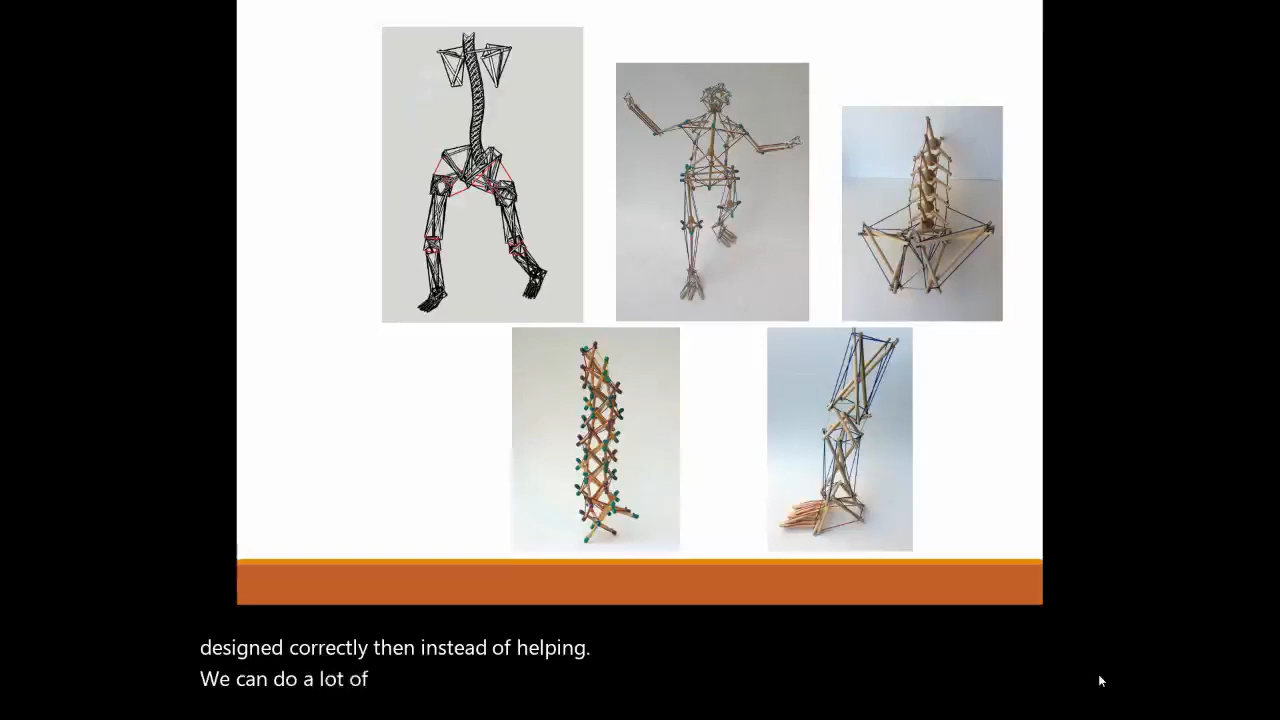 designed correctly then instead of helping.
We can do a lot of